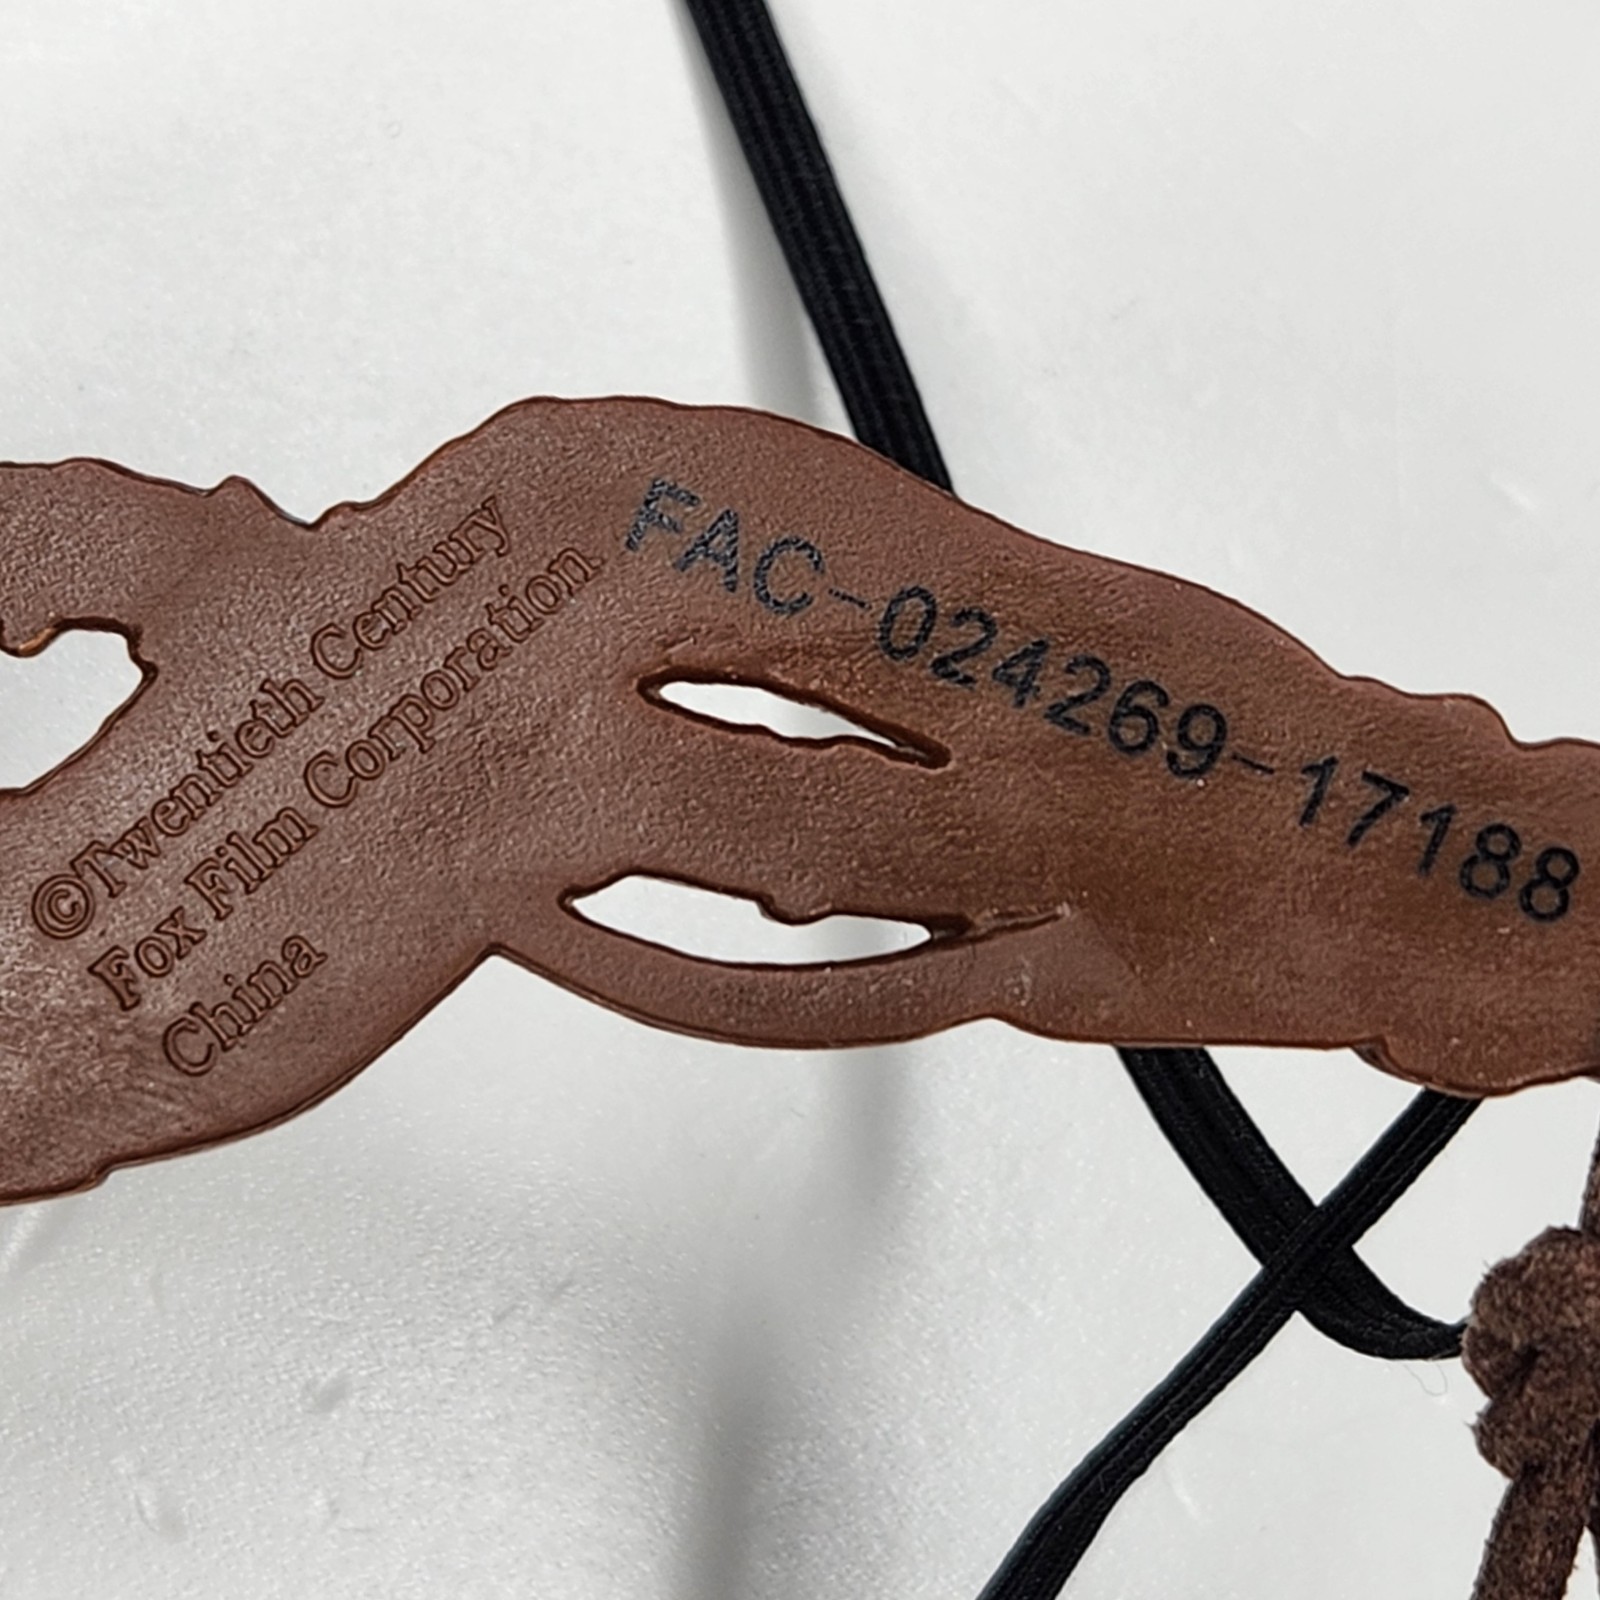 ©Twentieth Century
Fox Film Corporation
China
FAC-024269-17188